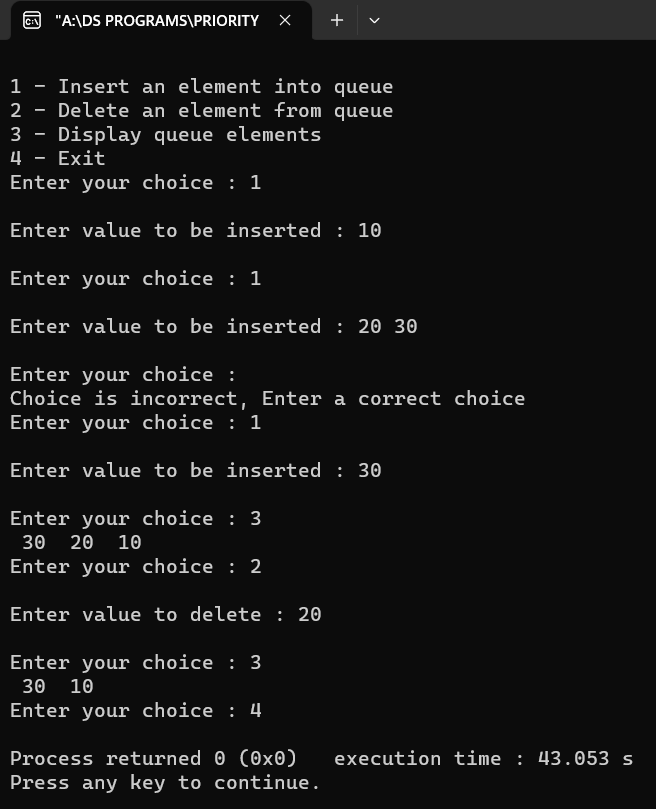 "A:\DS PROGRAMS\PRIORITY
1 - Insert an element into queue
2 - Delete an element from queue
3 - Display queue elements
4 - Exit
Enter your choice : 1
Enter value to be inserted : 10
Enter your choice : 1
Enter value to be inserted : 20 30
Enter your choice :
Choice is incorrect, Enter a correct choice
Enter your choice : 1
Enter value to be inserted : 30
Enter your choice : 3
30  20  10
Enter your choice : 2
Enter value to delete : 20
Enter your choice : 3
30  10
Enter your choice : 4
Process returned 0 (0x0)   execution time : 43.053 s
Press any key to continue.